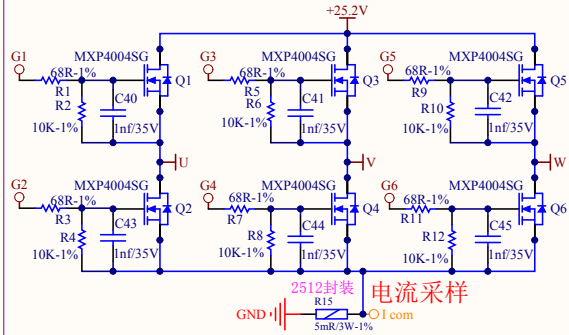 +25.2V
G1
MXP4004SG
G3
MXP4004SG
G5
MXP4004SG
68R-1%
Q1
68R-1%
Q3
68R-1%
Q5
R1
R2
C40
R5
R6
C41
R9
R10
C42
10K-1%
1nf/35V
10K-1%
1nf/35V
10K-1%
1nf/35V
U
V
W
G2
MXP4004SG
G4
MXP4004SG
G6
MXP4004SG
68R-1%
Q2
68R-1%
Q4
68R-1%
Q6
R3
R4
C43
R7
R8
C44
R11
R12
C45
10K-1%
1nf/35V
10K-1%
1nf/35V
10K-1%
1nf/35V
2512封装
电流采样
R15
GND
I com
5mR/3W-1%